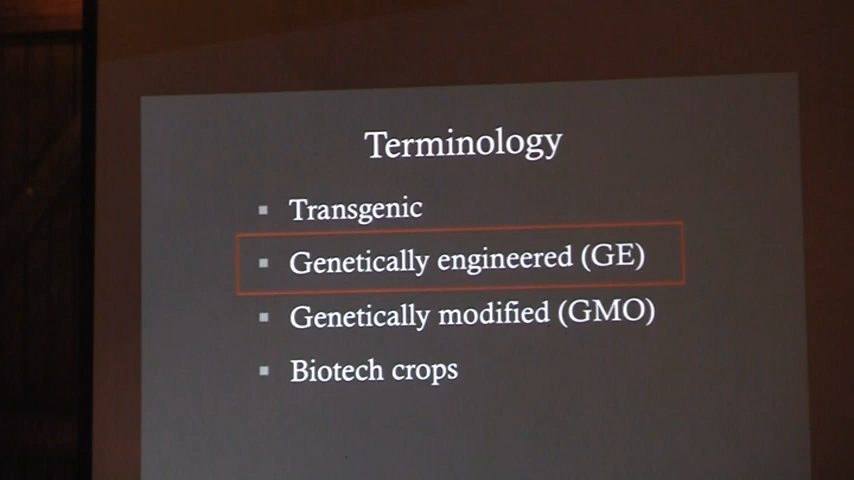 Terminology
▪ Transgenic
▪ Genetically engineered (GE)
▪ Genetically modified (GMO)
▪ Biotech crops